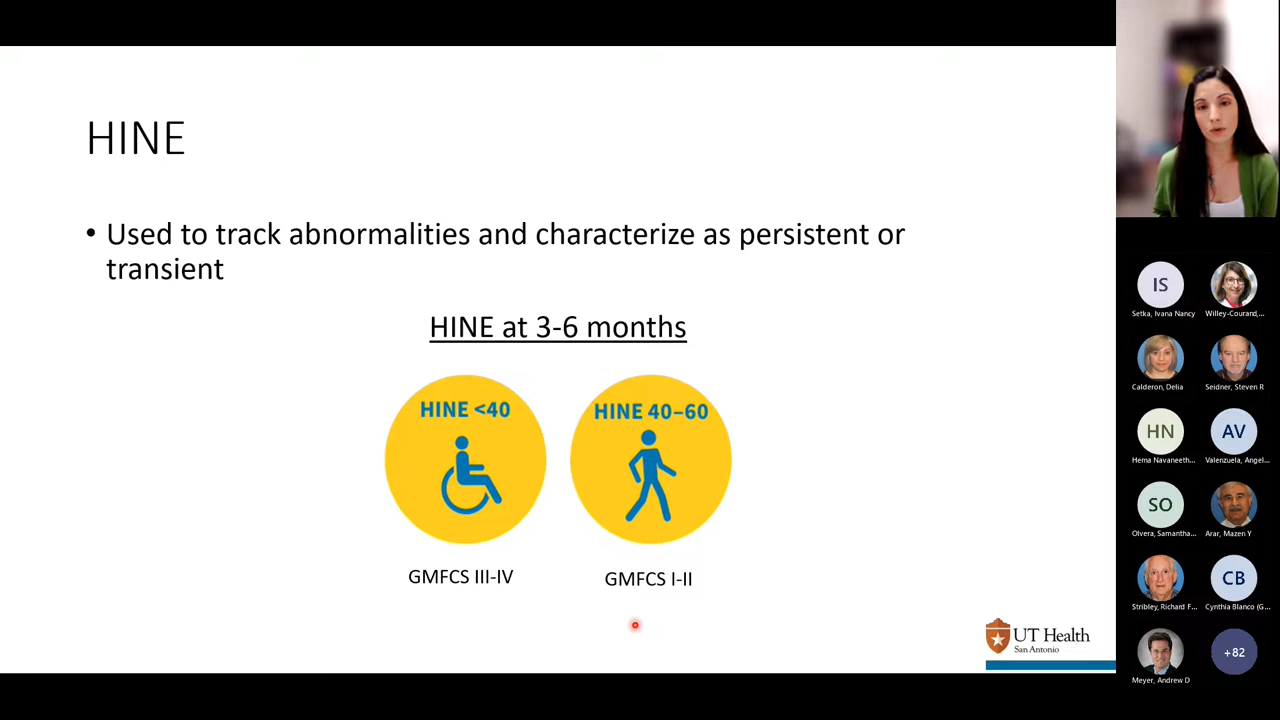 HINE
• Used to track abnormalities and characterize as persistent or
transient
HINE at 3-6 months
HINE <40
HINE 40–60
GMFCS III-IV
GMFCS I-II
UT Health
San Antonio
IS
Setka, Ivana Nancy
Willey-Courand,...
Calderon, Delia
Seidner, Steven R
HN
AV
Hema Navaneeth...
Valenzuela, Angel...
SO
Olvera, Samantha...
Arar, Mazen Y
CB
Stribley, Richard F...
Cynthia Blanco (G...
+82
Meyer, Andrew D